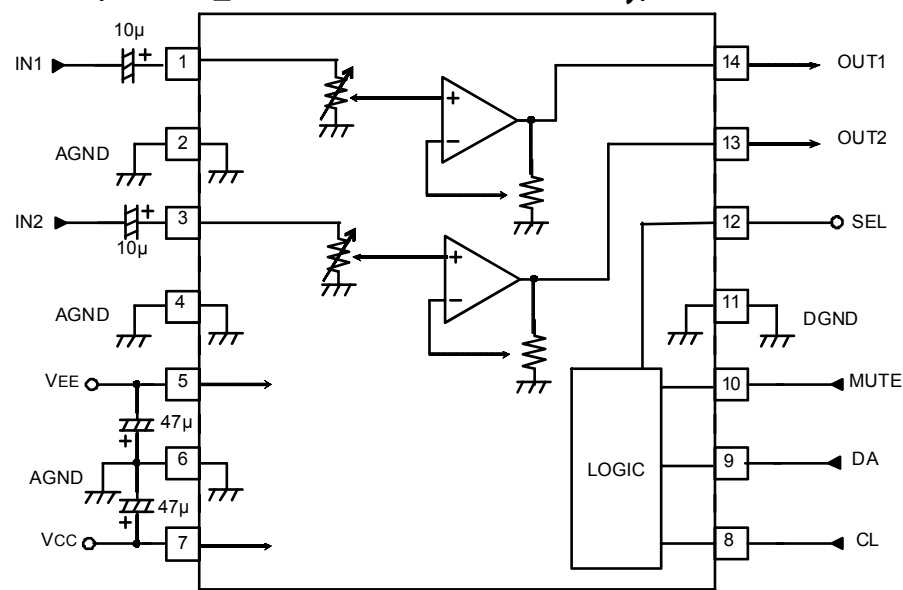 10µ
+
IN1
1
14
OUT1
+
−
AGND
2
13
OUT2
IN2
+
3
10µ
12
SEL
+
−
AGND
4
11
DGND
VEE
5
10
MUTE
47µ
+
AGND
6
LOGIC
9
DA
47µ
+
VCC
7
8
CL